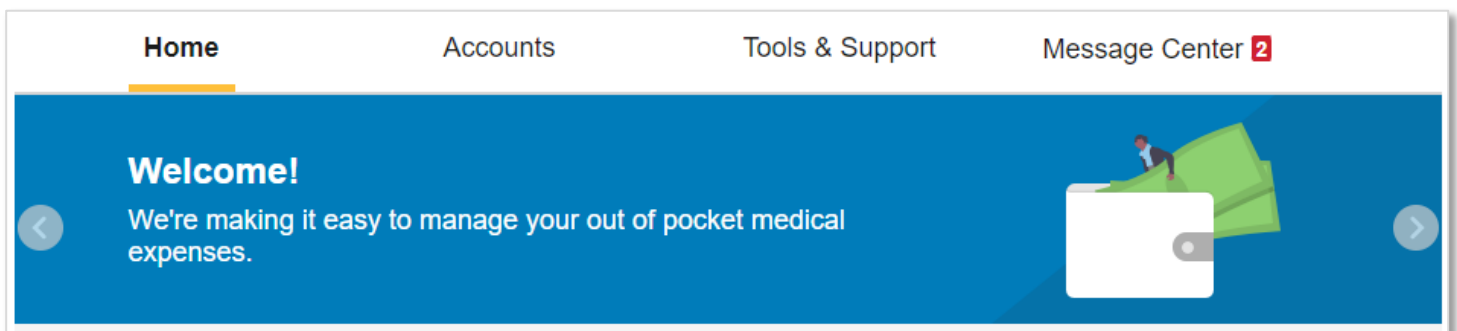 Home Accounts Tools & Support Message Center 2
Welcome!
We're making it easy to manage your out of pocket medical
expenses.